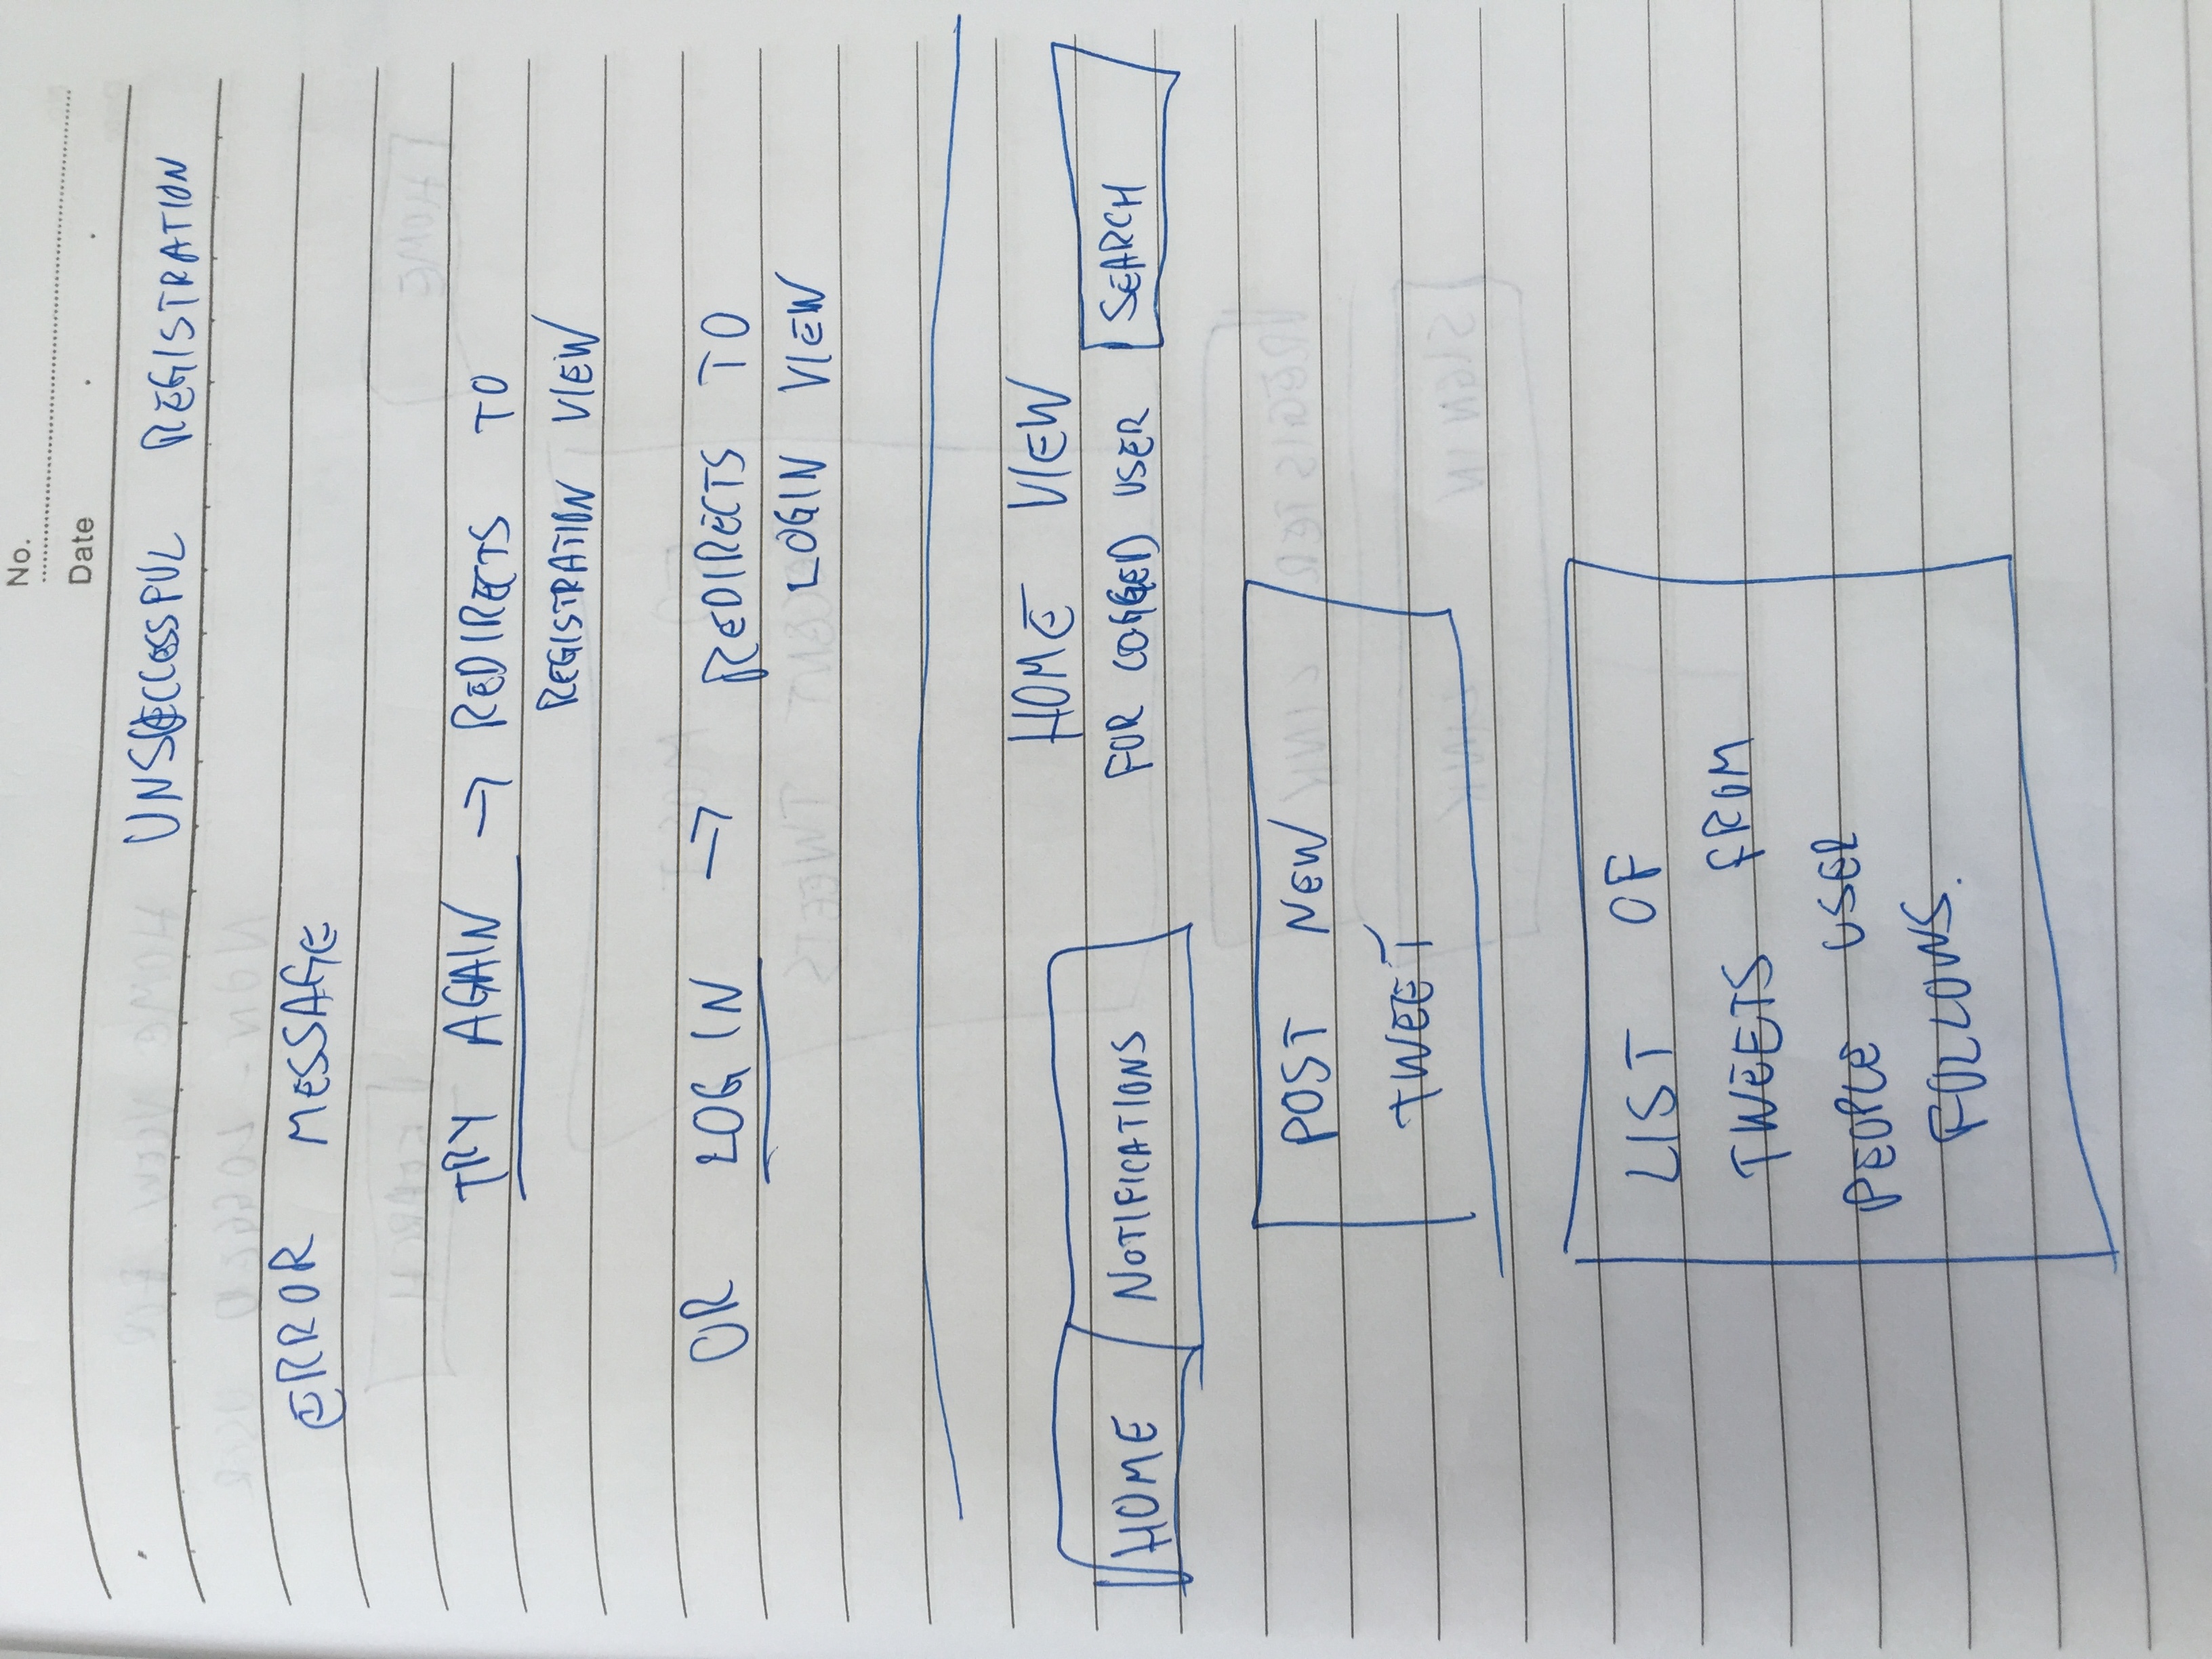 No.
Date
UNSUCCESSFUL REGISTRATION
ERROR MESSAGE
TRY AGAIN → REDIRECTS TO
REGISTRATION VIEW
OR LOG IN → REDIRECTS TO
LOGIN VIEW
HOME VIEW
HOME NOTIFICATIONS FOR LOGGED USER SEARCH
POST NEW
TWEET
LIST OF
TWEETS FROM
PEOPLE USER
FOLLOWS.